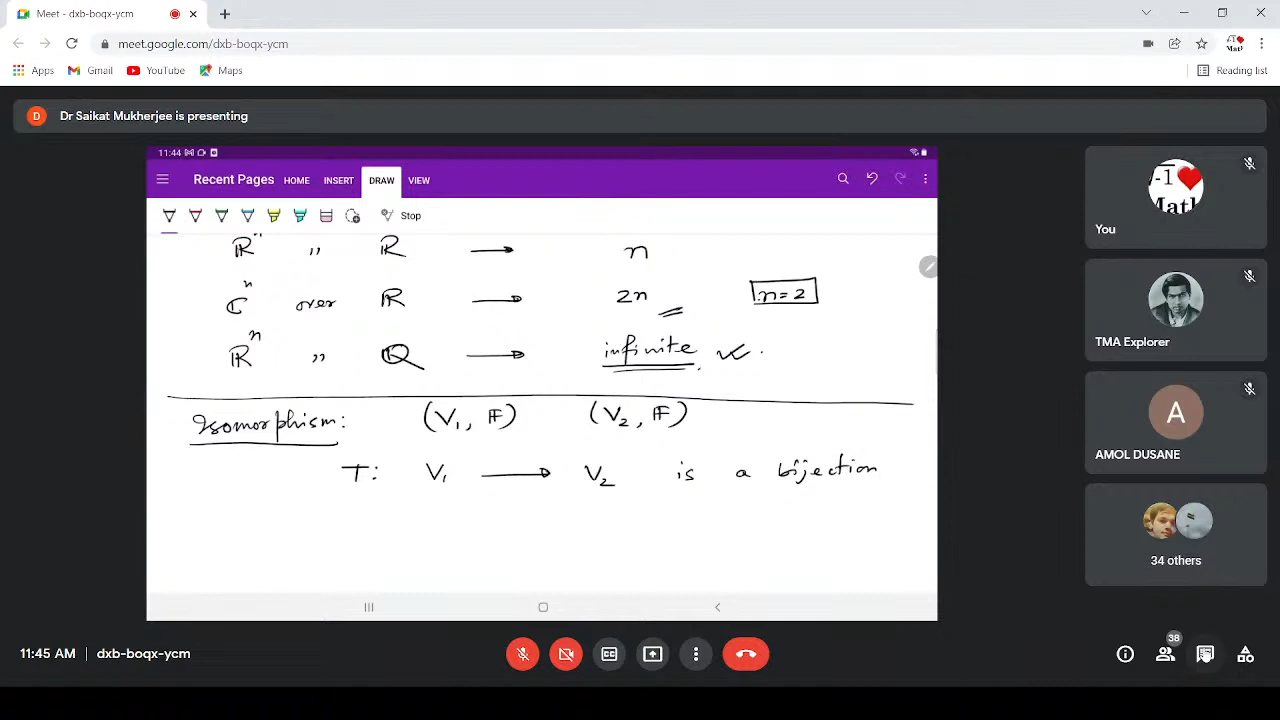 Meet - dxb-boqx-ycm
meet.google.com/dxb-boqx-ycm
Apps Gmail YouTube Maps Reading list
D Dr Saikat Mukherjee is presenting
11:44
Recent Pages HOME INSERT DRAW VIEW
Stop
ℝⁿ ,, ℝ → n
ℂⁿ over ℝ → 2n n=2
ℝⁿ ,, ℚ → infinite
Isomorphism: (V₁, 𝔽) (V₂, 𝔽)
T: V₁ → V₂ is a bijection
√-1
Math
You
TMA Explorer
A
AMOL DUSANE
34 others
11:45 AM | dxb-boqx-ycm
38